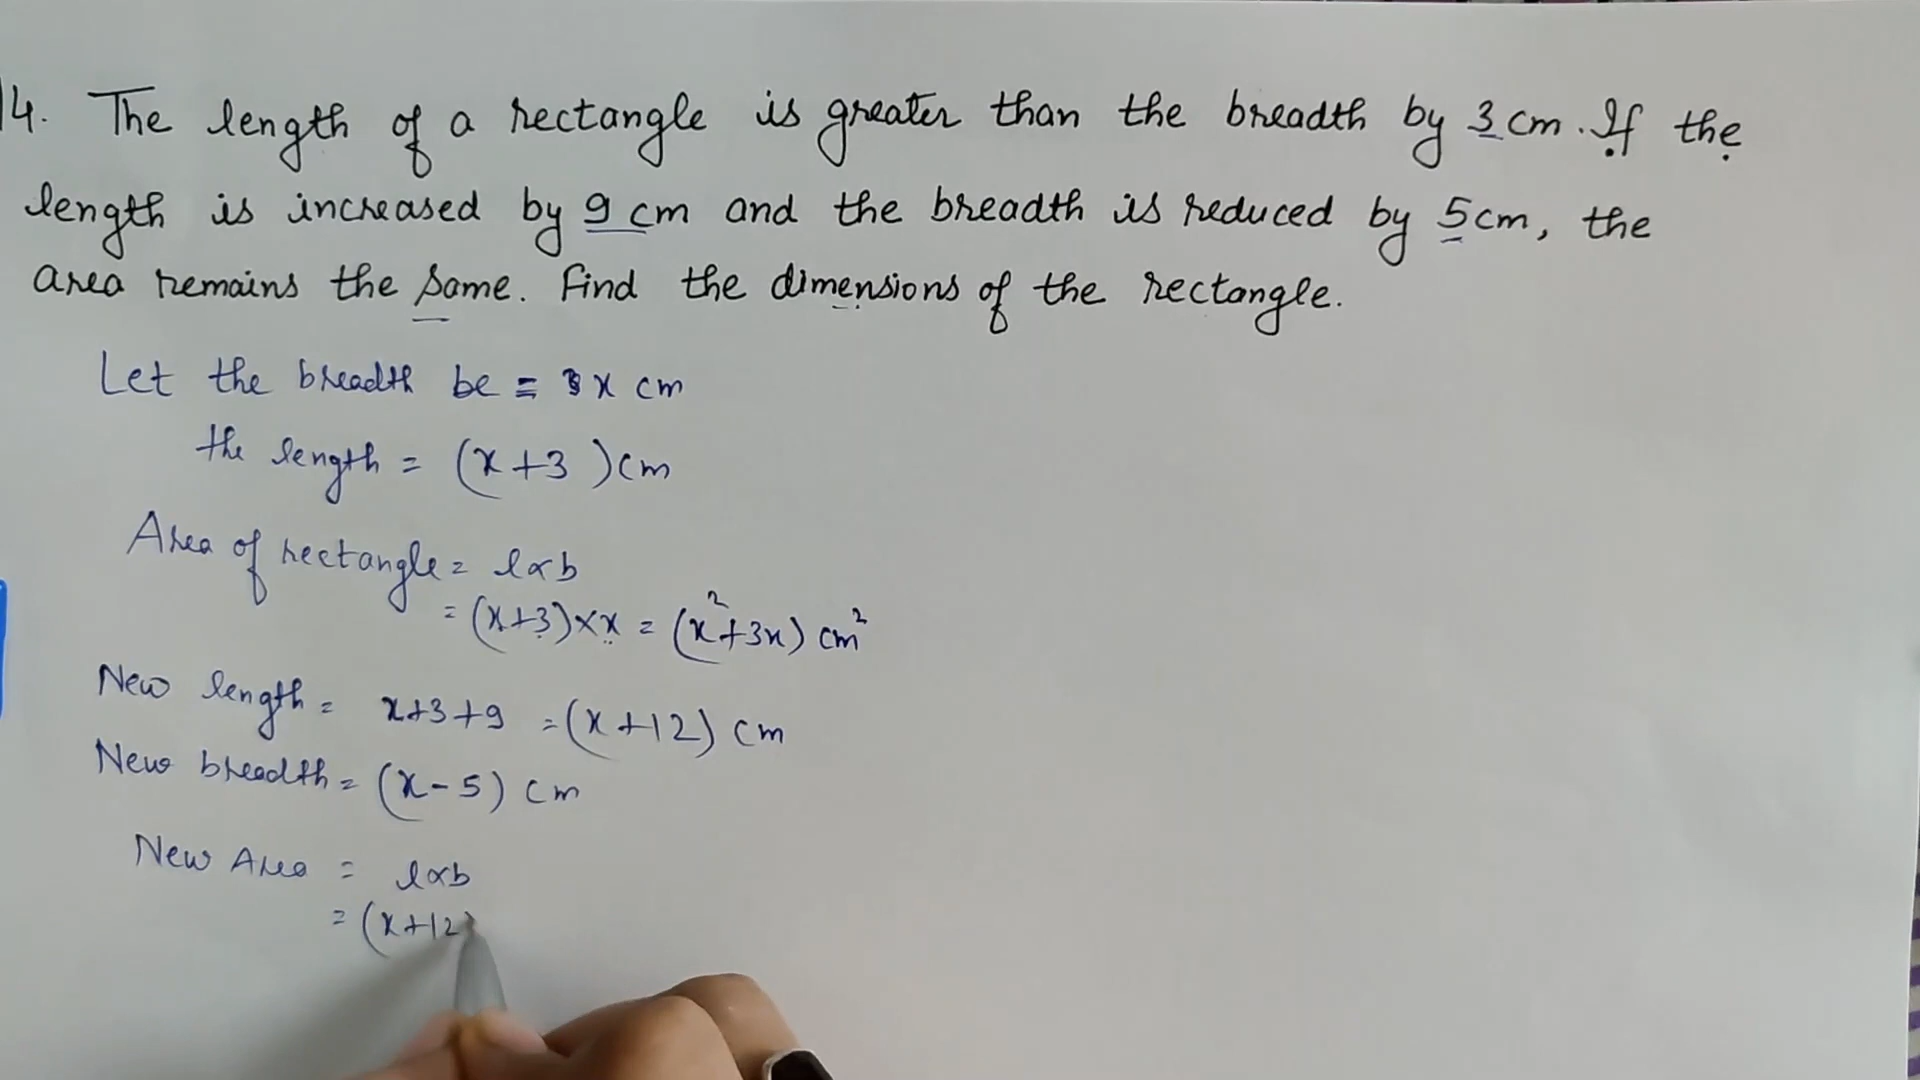 14. The length of a rectangle is greater than the breadth by 3 cm. If the
length is increased by 9 cm and the breadth is reduced by 5cm, the
area remains the same. Find the dimensions of the rectangle.
Let the breadth be = x cm
the length = (x+3)cm
Area of rectangle = l×b
= (x+3)×x = (x²+3x) cm²
New length = x+3+9 = (x+12) cm
New breadth = (x-5) cm
New Area = l×b
= (x+12)